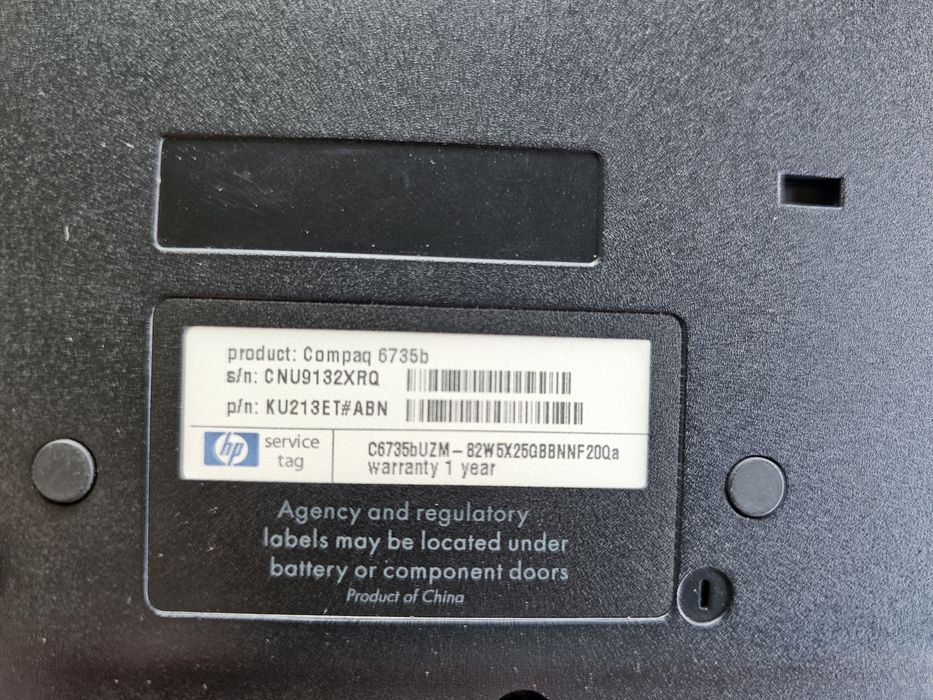 product: Compaq 6735b
s/n: CNU9132XRQ
p/n: KU213ET#ABN
hp service
tag
C6735bUZM-82W5X25GBBNNF20Qa
warranty 1 year
Agency and regulatory
labels may be located under
battery or component doors
Product of China